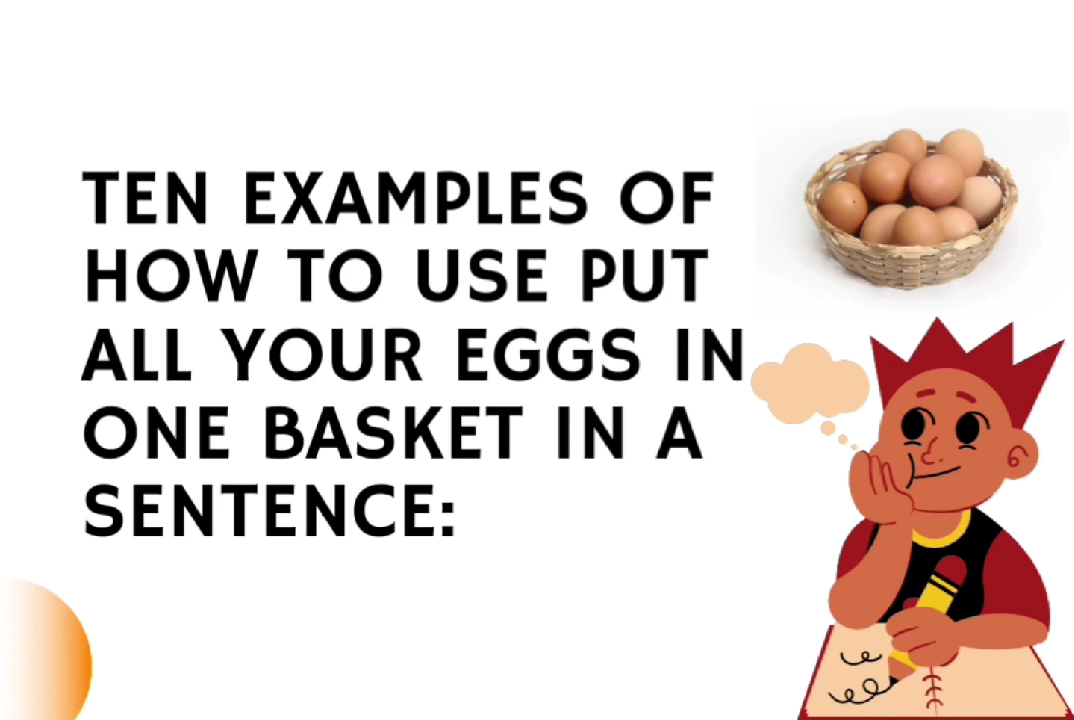 TEN EXAMPLES OF
HOW TO USE PUT
ALL YOUR EGGS IN
ONE BASKET IN A
SENTENCE: